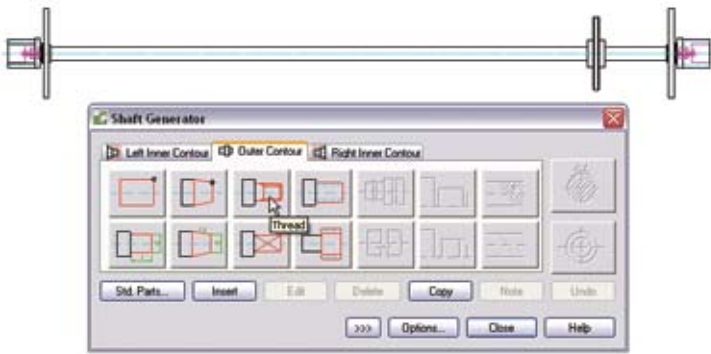 Shaft Generator
Left Inner Contour Outer Contour Right Inner Contour
Thread
Std. Parts... Insert Edit Delete Copy Note Undo
>>> Options... Close Help